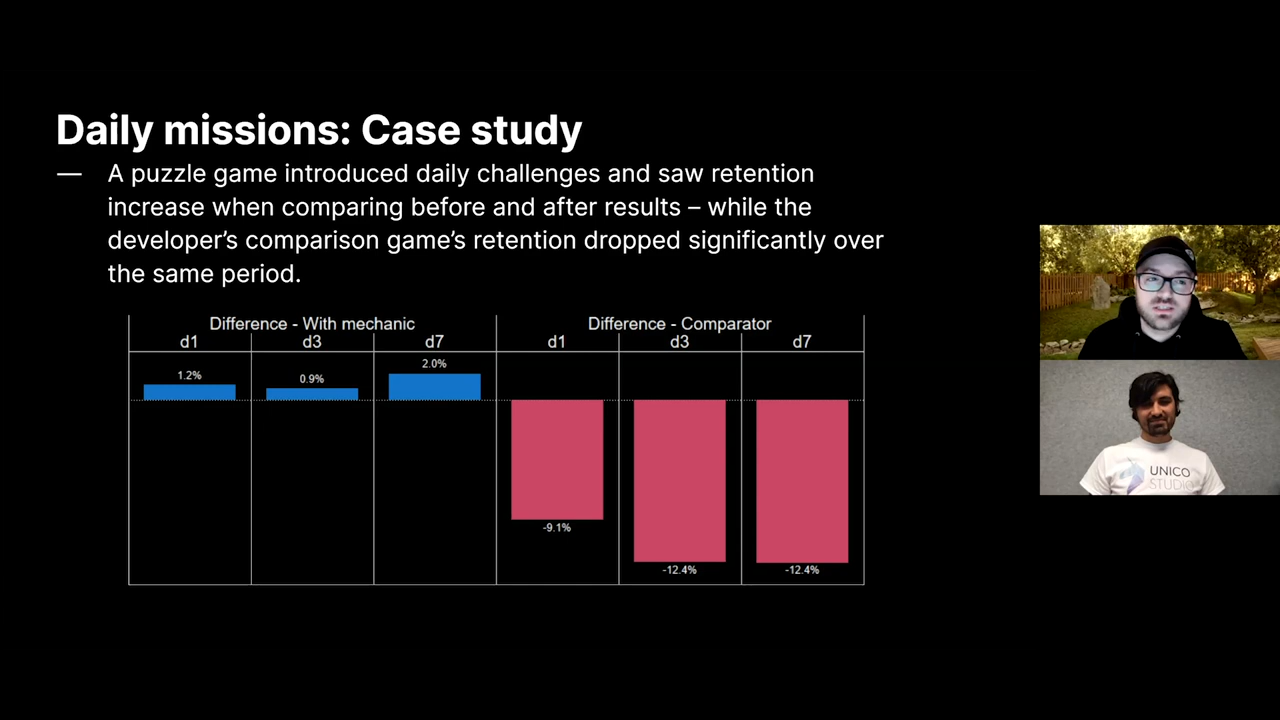 Daily missions: Case study
— A puzzle game introduced daily challenges and saw retention
increase when comparing before and after results – while the
developer’s comparison game’s retention dropped significantly over
the same period.
Difference - With mechanic
Difference - Comparator
d1
d3
d7
d1
d3
d7
1.2%
0.9%
2.0%
-9.1%
-12.4%
-12.4%
UNICO
STUDIO